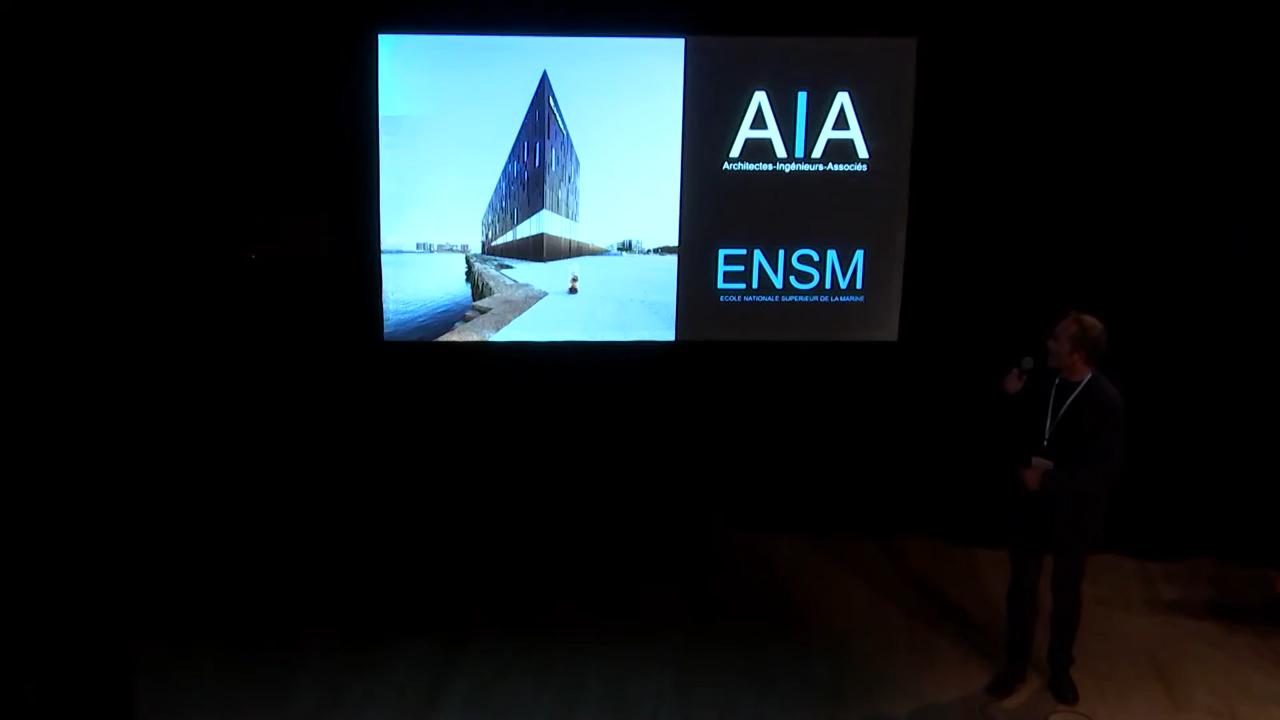 AIA
Architectes-Ingénieurs-Associés
ENSM
ECOLE NATIONALE SUPERIEUR DE LA MARINE